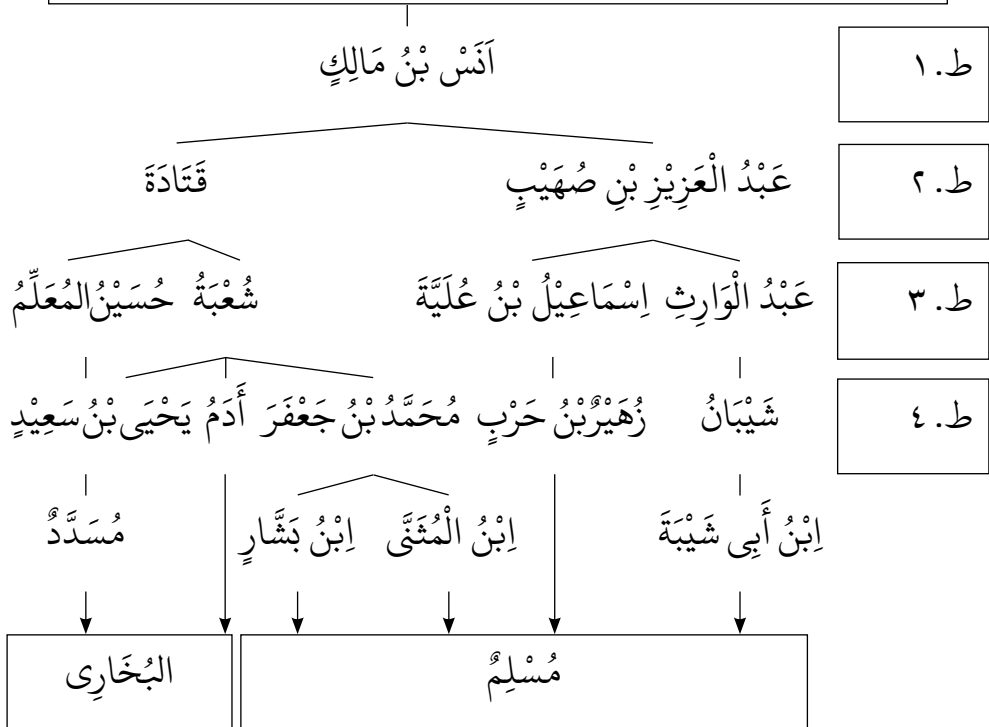 اَنَسْ بْنُ مَالِكٍ ط. ١
عَبْدُ الْعَزِيْزِ بْنِ صُهَيْبٍ قَتَادَةَ ط. ٢
عَبْدُ الْوَارِثِ اِسْمَاعِيْلُ بْنُ عُلَيَّةَ شُعْبَةُ حُسَيْنُالمُعَلِّمُ ط. ٣
شَيْبَانُ زُهَيْرٌبْنُ حَرْبٍ مُحَمَّدُ بْنُ جَعْفَرَ أَدَمُ يَحْيَى بْنُ سَعِيْدٍ ط. ٤
اِبْنُ أَبِى شَيْبَةَ اِبْنُ الْمُثَنَّى اِبْنُ بَشَّارٍ مُسَدَّدٌ
مُسْلِمٌ البُخَارِى